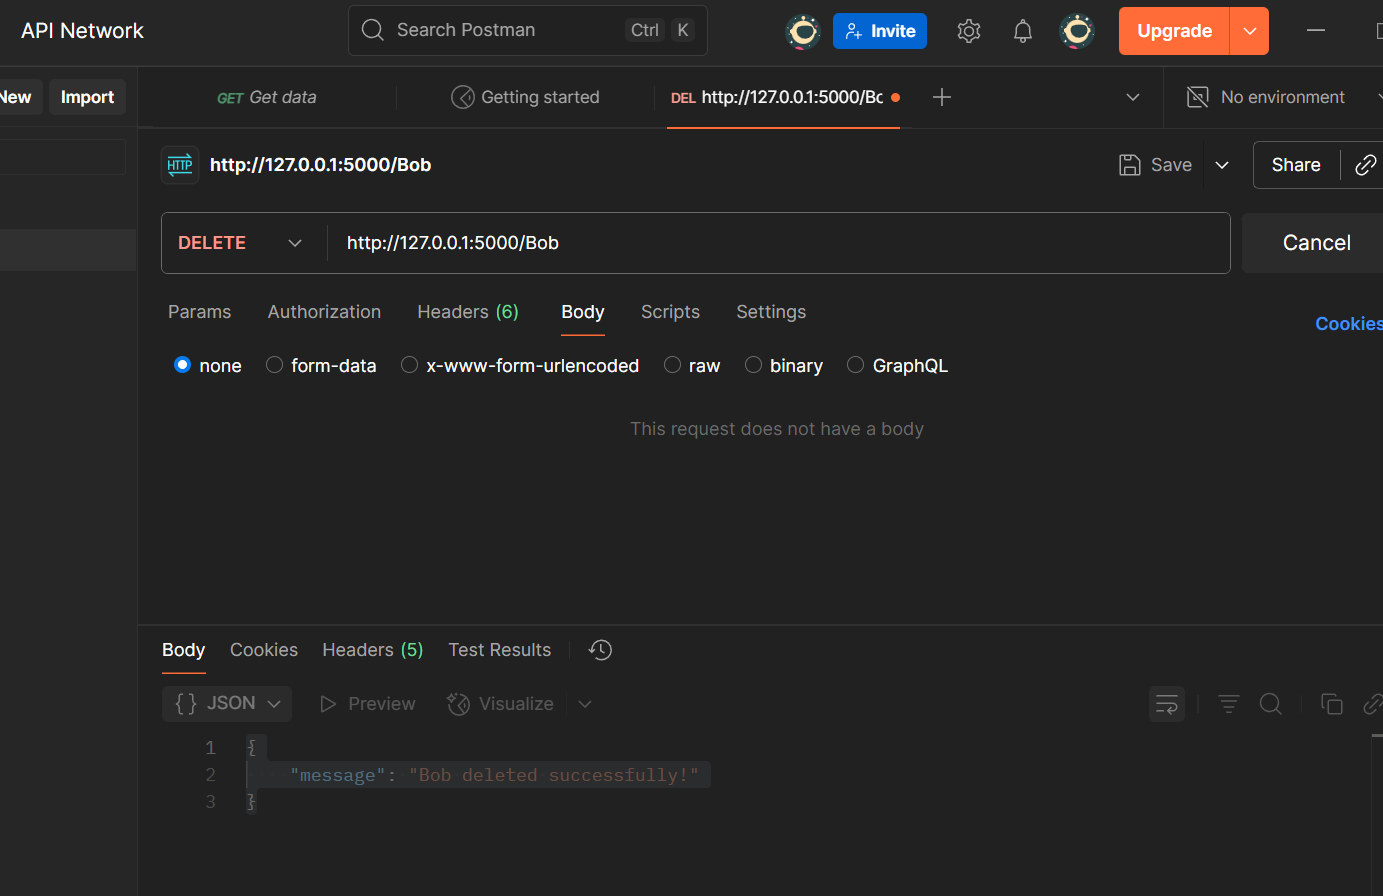 API Network
Search Postman
Ctrl K
Invite
Upgrade
New
Import
GET Get data
Getting started
DEL http://127.0.0.1:5000/Bo
No environment
HTTP
http://127.0.0.1:5000/Bob
Save
Share
DELETE
http://127.0.0.1:5000/Bob
Cancel
Params
Authorization
Headers (6)
Body
Scripts
Settings
Cookies
none
form-data
x-www-form-urlencoded
raw
binary
GraphQL
This request does not have a body
Body
Cookies
Headers (5)
Test Results
{} JSON
Preview
Visualize
1 {
2 "message": "Bob deleted successfully!"
3 }